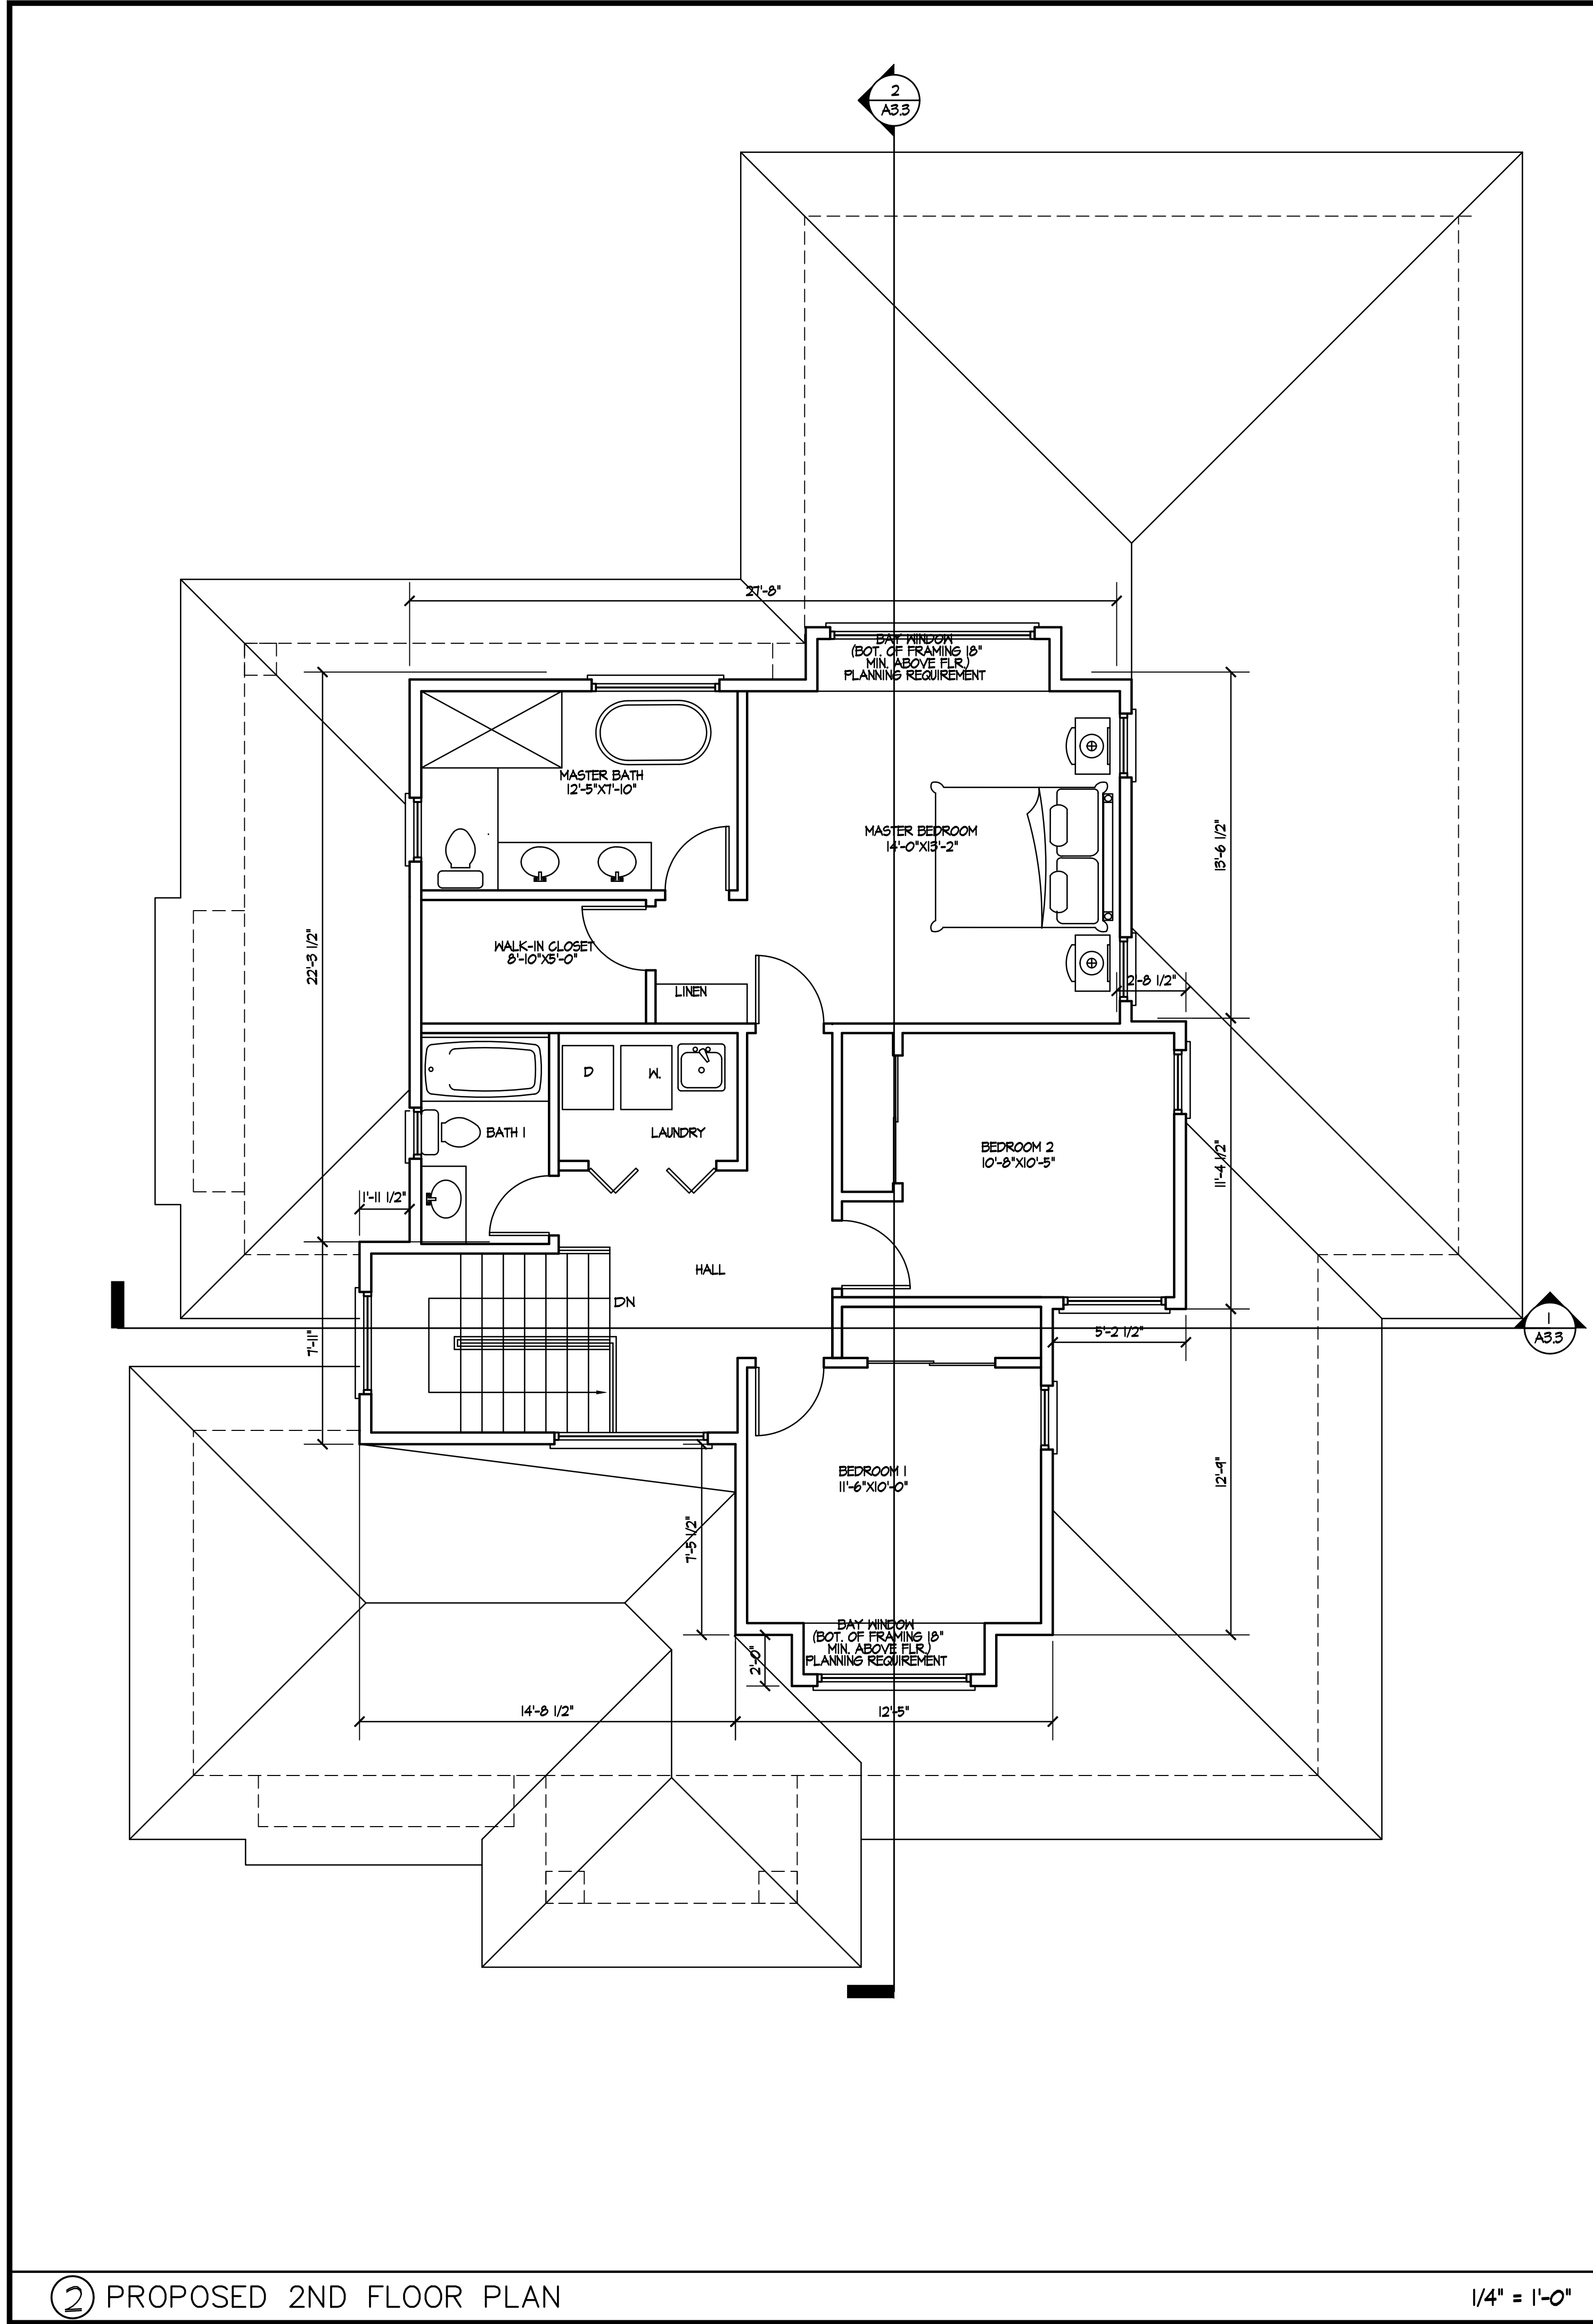 2
A3.3
27'-8"
BAY WINDOW
(BOT. OF FRAMING 18"
MIN. ABOVE FLR.)
PLANNING REQUIREMENT
MASTER BATH
12'-5"X7'-10"
MASTER BEDROOM
14'-0"X13'-2"
13'-6 1/2"
22'-3 1/2"
WALK-IN CLOSET
8'-10"X5'-0"
LINEN
2'-8 1/2"
D
W.
BATH 1
LAUNDRY
BEDROOM 2
10'-8"X10'-5"
11'-4 1/2"
1'-11 1/2"
HALL
DN
7'-11"
5'-2 1/2"
1
A3.3
BEDROOM 1
11'-6"X10'-0"
12'-9"
7'-5 1/2"
BAY WINDOW
(BOT. OF FRAMING 18"
MIN. ABOVE FLR.)
PLANNING REQUIREMENT
2'-0"
14'-8 1/2"
12'-5"
2 PROPOSED 2ND FLOOR PLAN
1/4" = 1'-0"